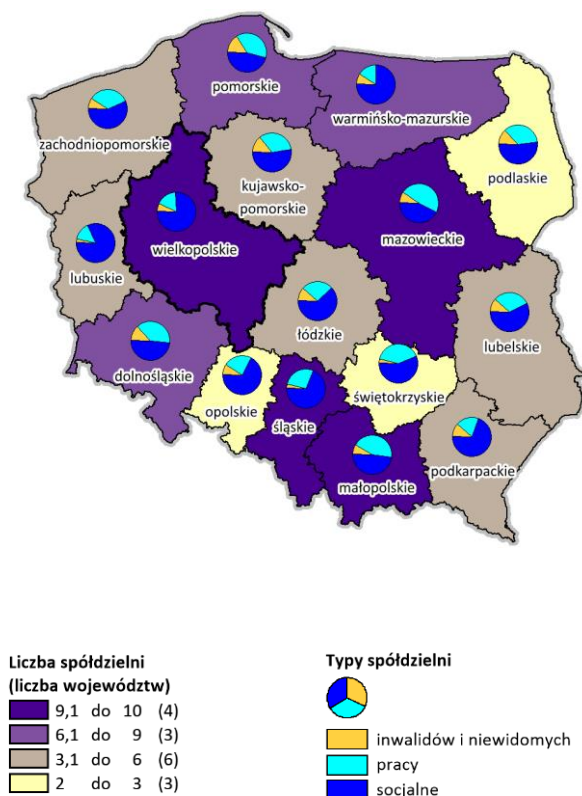 pomorskie
warmińsko-mazurskie
zachodniopomorskie
podlaskie
kujawsko-
pomorskie
mazowieckie
wielkopolskie
lubuskie
łódzkie
lubelskie
dolnośląskie
opolskie
świętokrzyskie
śląskie
podkarpackie
małopolskie
Liczba spółdzielni
(liczba województw)
9,1 do 10 (4)
6,1 do 9 (3)
3,1 do 6 (6)
2 do 3 (3)
Typy spółdzielni
inwalidów i niewidomych
pracy
socjalne